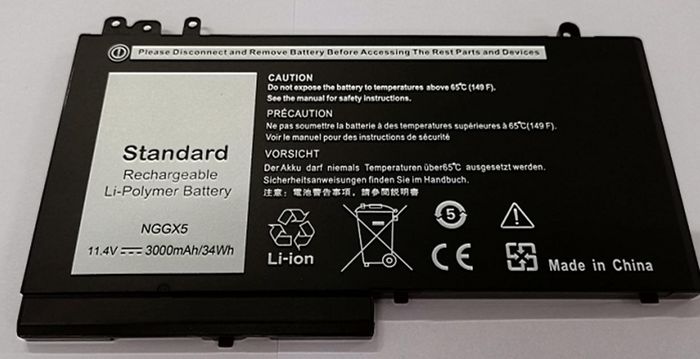 Please Disconnect and Remove Battery Before Accessing The Rest Parts and Devices
Standard
Rechargeable
Li-Polymer Battery
NGGX5
11.4V 3000mAh/34Wh
CAUTION
Do not expose the battery to temperatures above 65℃ (149 F).
See the manual for safety instructions.
PRÉCAUTION
Ne pas soumettre la batterie à des temperatures supérieures à 65℃(149 F).
Voir le manuel pour des instructions de sécurité
VORSICHT
Der Akku darf niemals Temperaturen über65℃ ausgesetzt werden.
Sicherheitsanweisungen finden Sie im Handbuch.
注意：電池警告事項，請參閱說明書
Li-ion
5
CE
Made in China